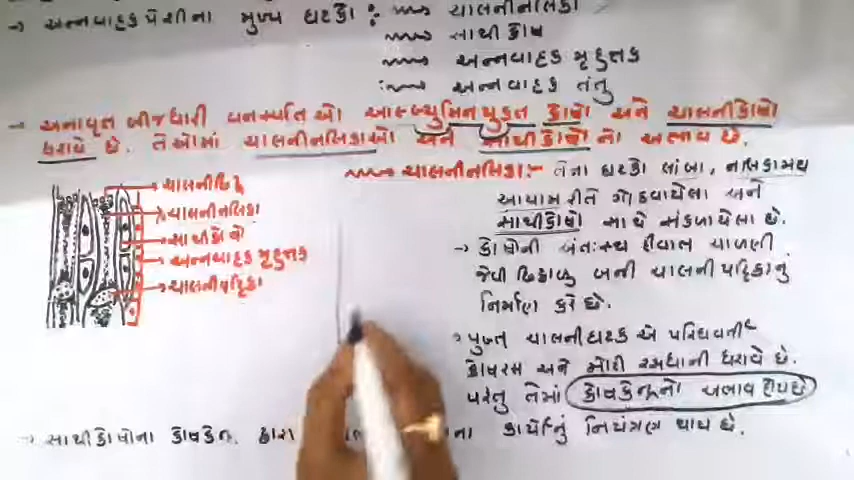 → અન્નવાહકપેશીના મુખ્ય ઘટકો : ચાલનીનલિકા
સાથીકોષ
અન્નવાહક મૃદુત્તક
અન્નવાહક તંતુ
→ અનાવૃત બીજધારી વનસ્પતિઓ આલ્બ્યુમિનયુક્ત કોષો અને ચાલનીકોષો
ધરાવે છે. તેઓમાં ચાલનીનલિકાઓ અને સાથીકોષોનો અભાવ છે.
ચાલનીનલિકા:- તેના ઘટકો લાંબા, નલિકામય
આયામ રીતે ગોઠવાયેલા અને
સાથીકોષો સાથે સંકળાયેલા છે.
→ કોષોની અંતઃસ્થ દીવાલ ચાળણી
જેવી છિદ્રાળુ બની ચાલનીપટ્ટિકાનું
નિર્માણ કરે છે.
ચાલનીછિદ્ર
ચાલનીનલિકા
સાથીકોષો
અન્નવાહક મૃદુત્તક
ચાલનીપટ્ટિકા
પુખ્ત ચાલનીઘટક એ પરિઘવર્તી
કોષરસ અને મોટી રસધાની ધરાવે છે.
પરંતુ તેમાં કોષકેન્દ્રનો અભાવ હોય છે
→ સાથીકોષોના કોષકેન્દ્ર દ્વારા કાર્યોનું નિયંત્રણ થાય છે.